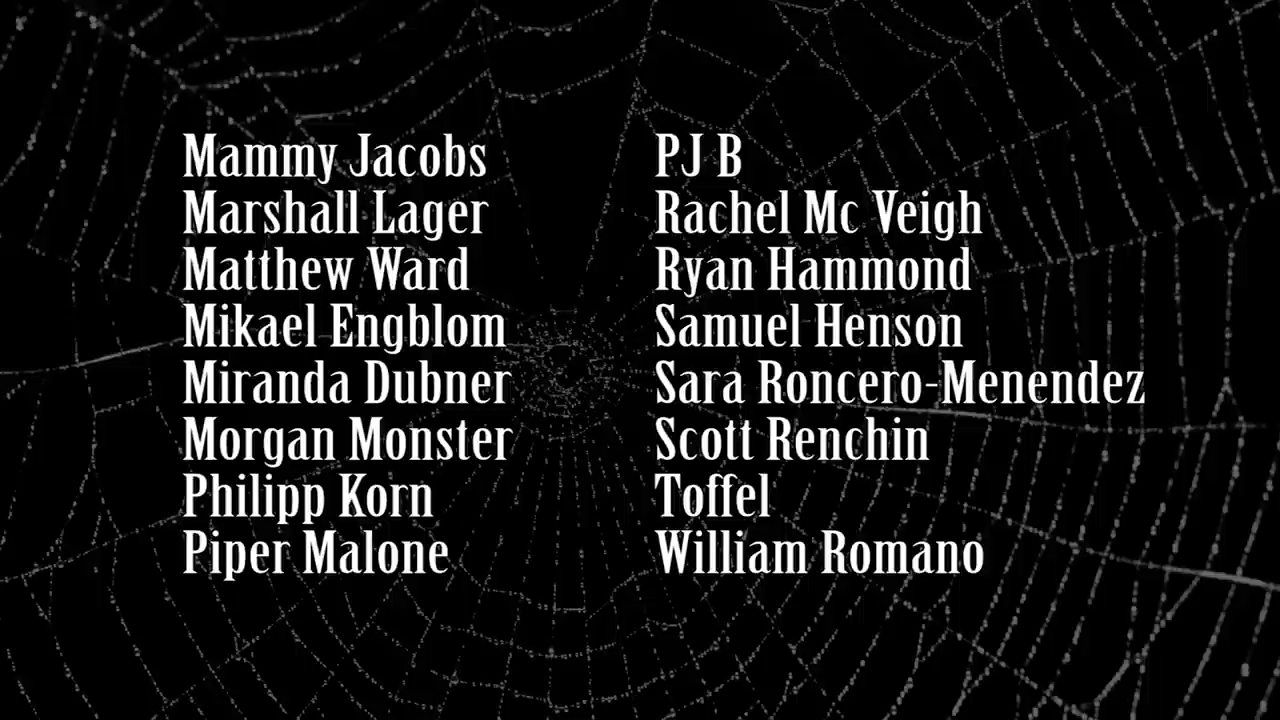 Mammy Jacobs
Marshall Lager
Matthew Ward
Mikael Engblom
Miranda Dubner
Morgan Monster
Philipp Korn
Piper Malone
PJ B
Rachel Mc Veigh
Ryan Hammond
Samuel Henson
Sara Roncero-Menendez
Scott Renchin
Toffel
William Romano